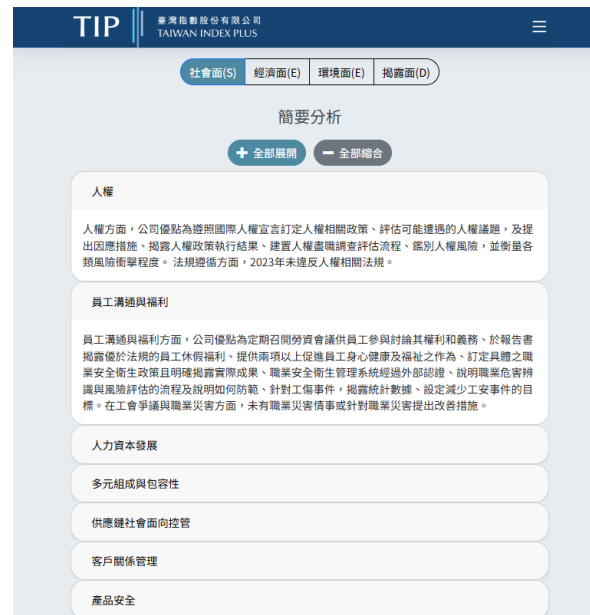 TIP
臺灣指數股份有限公司
TAIWAN INDEX PLUS
社會面(S) 經濟面(E) 環境面(E) 揭露面(D)
簡要分析
全部展開 全部縮合
人權
人權方面，公司優點為遵照國際人權宣言訂定人權相關政策、評估可能遭遇的人權議題，及提
出因應措施、揭露人權政策執行結果、建置人權盡職調查評估流程、鑑別人權風險，並衡量各
類風險衝擊程度。 法規遵循方面，2023年未違反人權相關法規。
員工溝通與福利
員工溝通與福利方面，公司優點為定期召開勞資會議供員工參與討論其權利和義務、於報告書
揭露優於法規的員工休假福利、提供兩項以上促進員工身心健康及福祉之作為、訂定具體之職
業安全衛生政策且明確揭露實際成果、職業安全衛生管理系統經過外部認證、說明職業危害辨
識與風險評估的流程及說明如何防範、針對工傷事件，揭露統計數據、設定減少工安事件的目
標。在工會爭議與職業災害方面，未有職業災害情事或針對職業災害提出改善措施。
人力資本發展
多元組成與包容性
供應鏈社會面向控管
客戶關係管理
產品安全